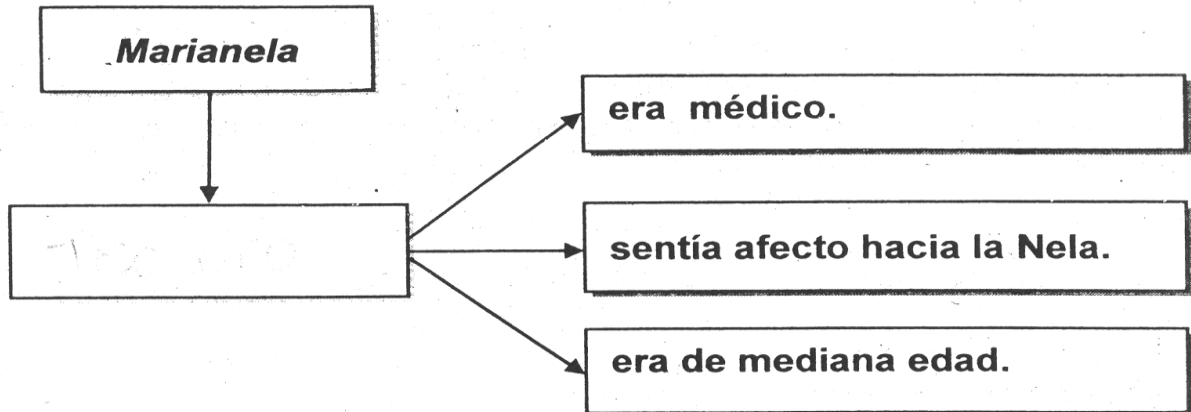 Marianela
era médico.
sentía afecto hacia la Nela.
era de mediana edad.